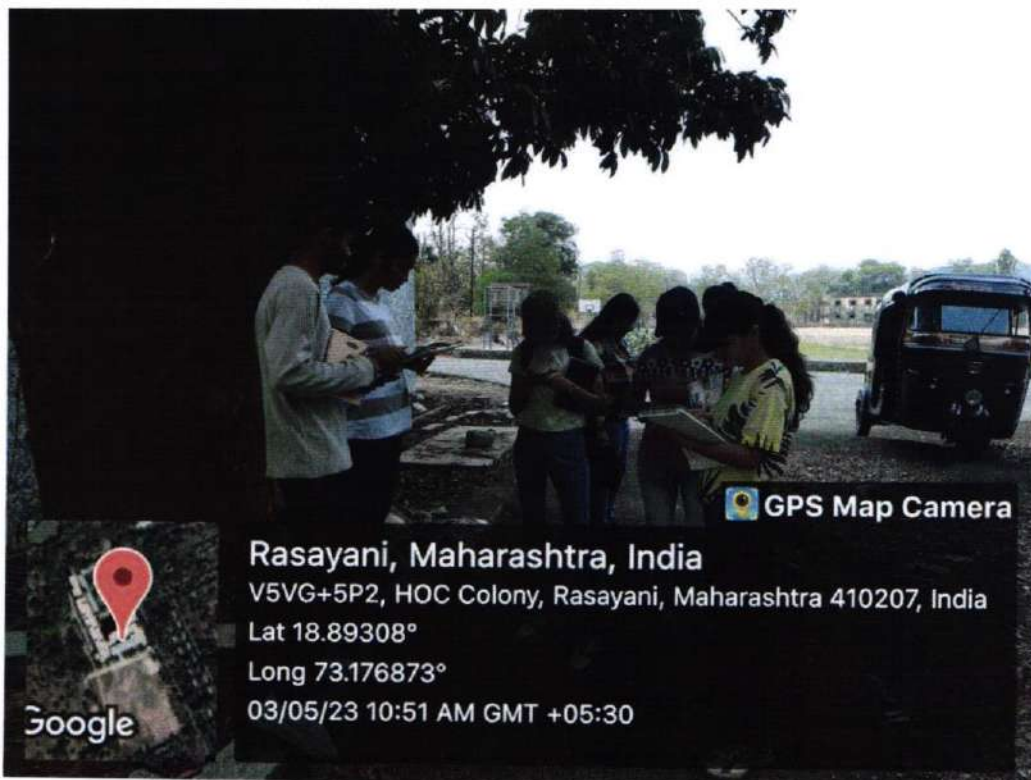 GPS Map Camera
Rasayani, Maharashtra, India
V5VG+5P2, HOC Colony, Rasayani, Maharashtra 410207, India
Lat 18.89308°
Long 73.176873°
03/05/23 10:51 AM GMT +05:30
Google